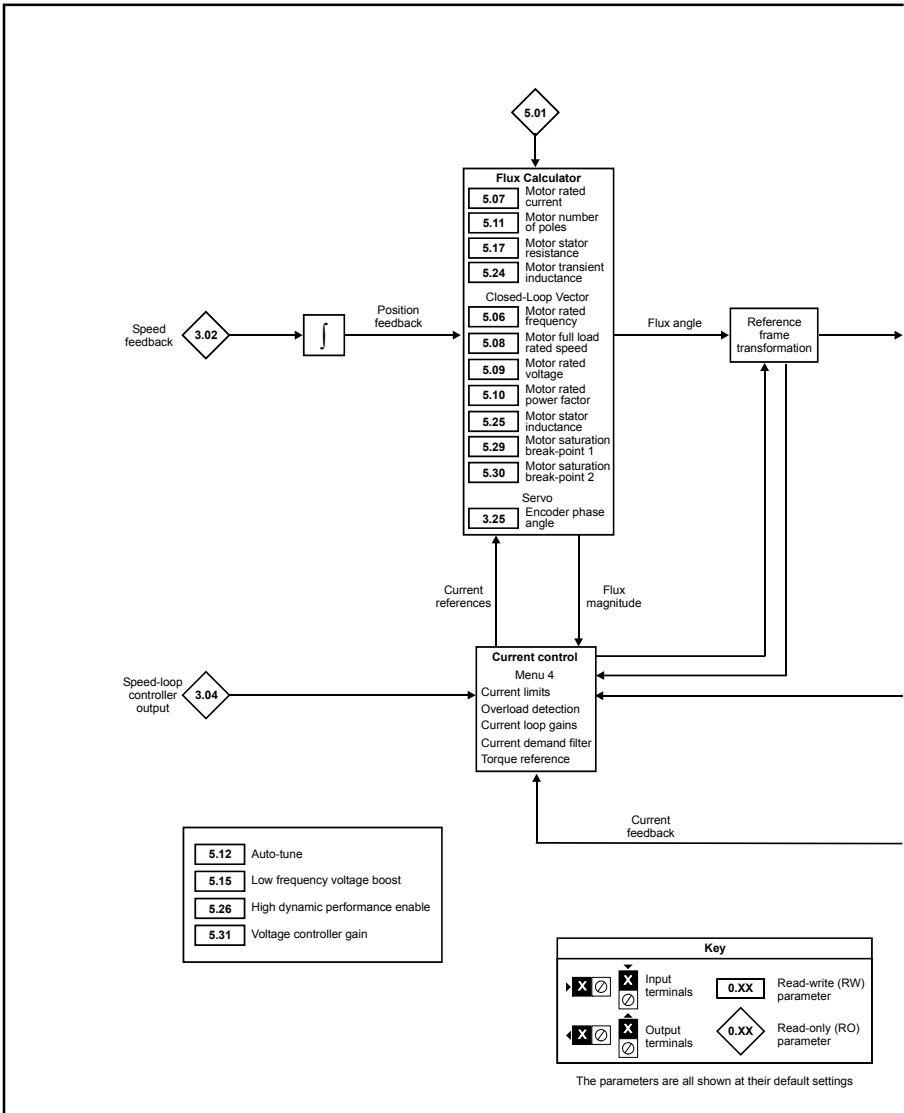 5.01
Flux Calculator
5.07 Motor rated
current
5.11 Motor number
of poles
5.17 Motor stator
resistance
5.24 Motor transient
inductance
Closed-Loop Vector
5.06 Motor rated
frequency
5.08 Motor full load
rated speed
5.09 Motor rated
voltage
5.10 Motor rated
power factor
5.25 Motor stator
inductance
5.29 Motor saturation
break-point 1
5.30 Motor saturation
break-point 2
Servo
3.25 Encoder phase
angle
Speed
feedback
3.02
∫
Position
feedback
Flux angle
Reference
frame
transformation
Current
references
Flux
magnitude
Speed-loop
controller
output
3.04
Current control
Menu 4
Current limits
Overload detection
Current loop gains
Current demand filter
Torque reference
Current
feedback
5.12 Auto-tune
5.15 Low frequency voltage boost
5.26 High dynamic performance enable
5.31 Voltage controller gain
Key
X X Input
terminals
0.XX Read-write (RW)
parameter
X X Output
terminals
0.XX Read-only (RO)
parameter
The parameters are all shown at their default settings